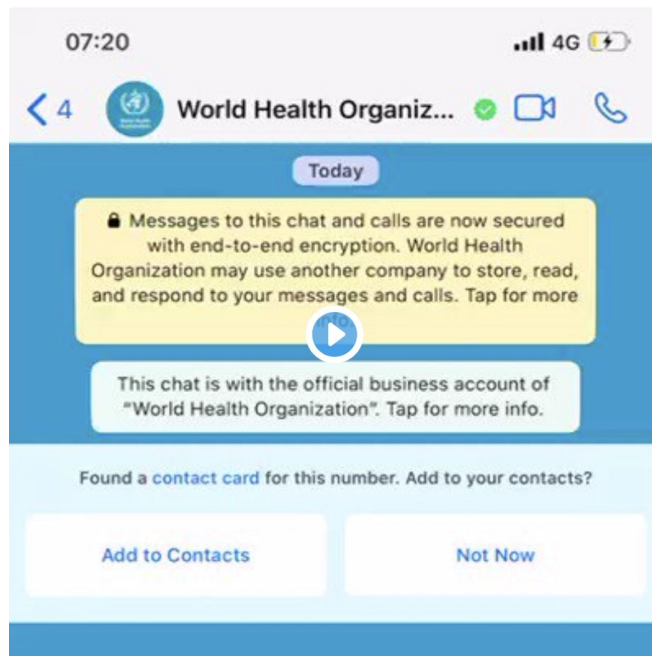 07:20
4G
4
World Health Organiz...
Today
Messages to this chat and calls are now secured
with end-to-end encryption. World Health
Organization may use another company to store, read,
and respond to your messages and calls. Tap for more
info.
This chat is with the official business account of
“World Health Organization”. Tap for more info.
Found a contact card for this number. Add to your contacts?
Add to Contacts
Not Now